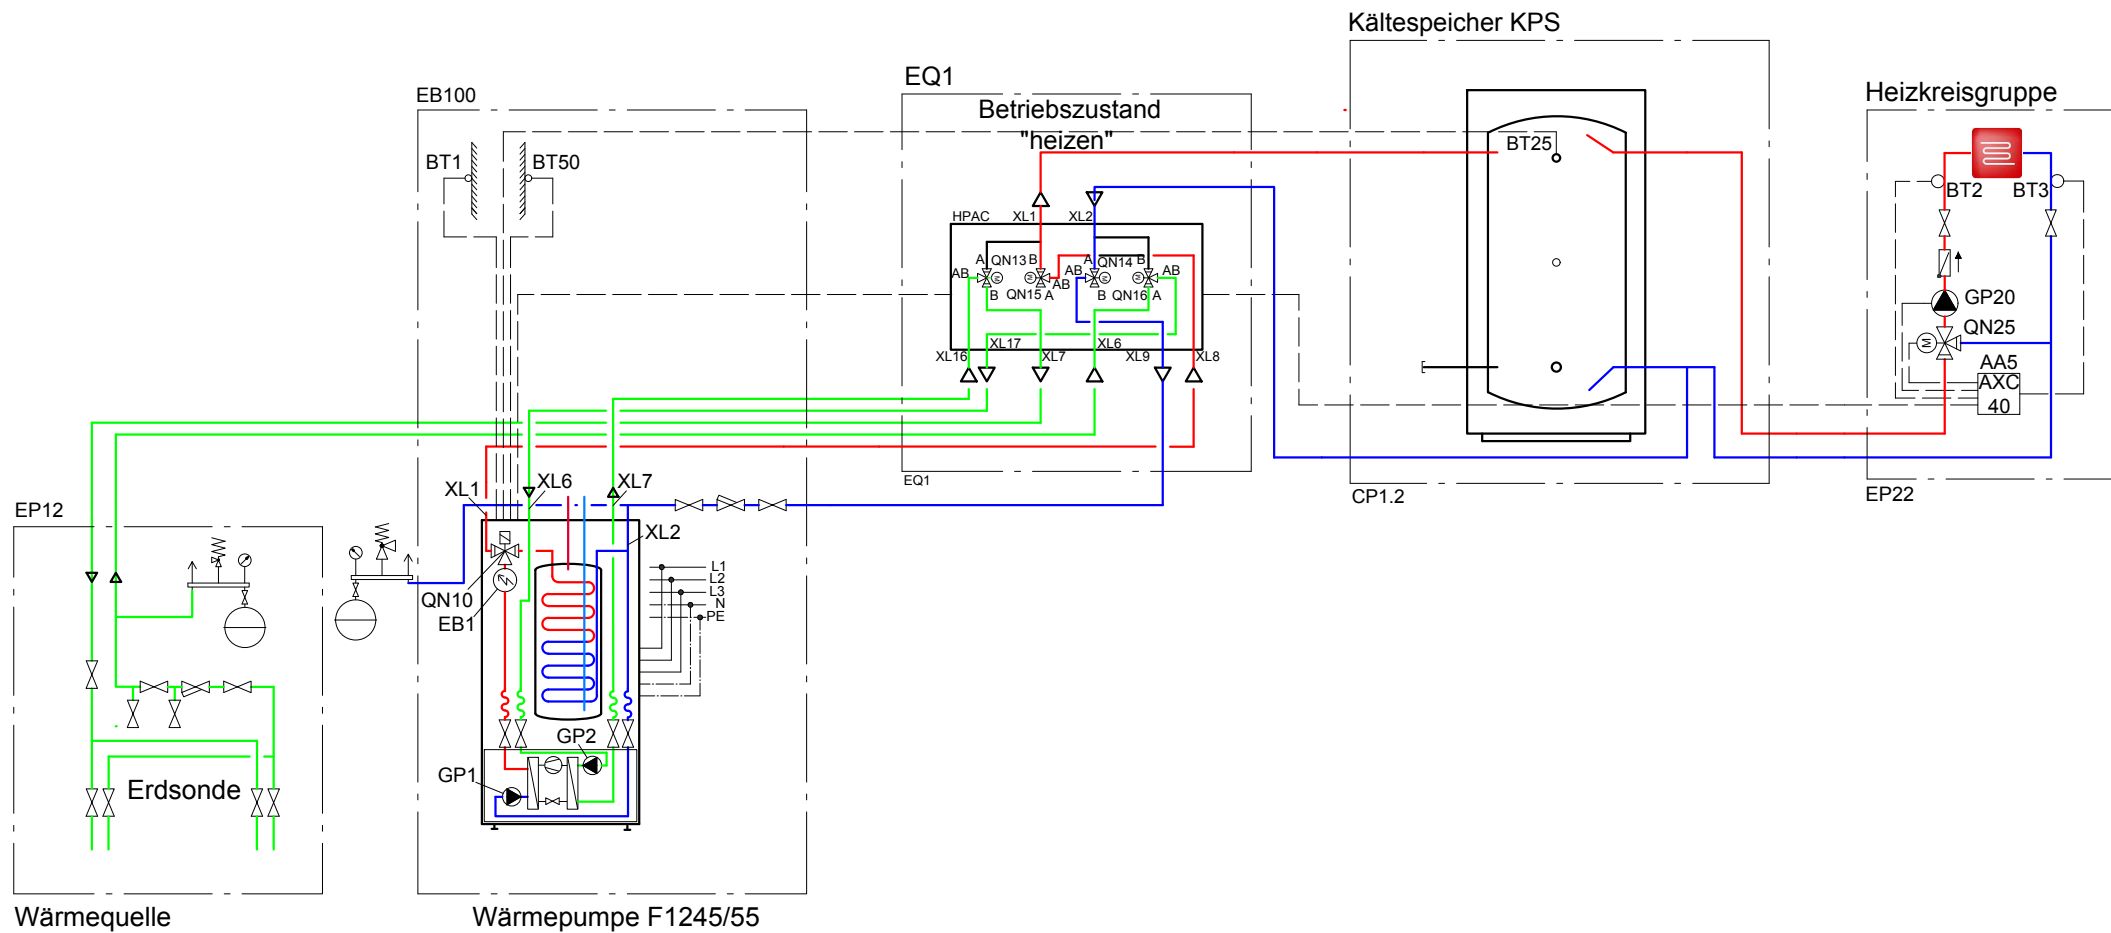 Kältespeicher KPS
EQ1
EB100
Heizkreisgruppe
Betriebszustand
"heizen"
BT1
BT50
BT25
BT2
BT3
HPAC
XL1
XL2
A
QN13
B
A
QN14
B
AB
M
M
AB
AB
M
M
AB
B
QN15
A
B
QN16
A
XL16
XL17
XL7
XL6
XL9
XL8
GP20
QN25
M
AA5
AXC
40
EQ1
CP1.2
EP22
EP12
XL1
XL6
XL7
XL2
L1
L2
L3
N
PE
QN10
EB1
GP2
GP1
Erdsonde
Wärmequelle
Wärmepumpe F1245/55